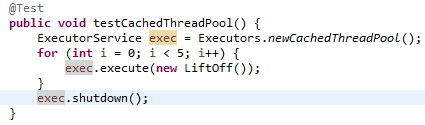 @Test
public void testCachedThreadPool() {
    ExecutorService exec = Executors.newCachedThreadPool();
    for (int i = 0; i < 5; i++) {
        exec.execute(new LiftOff());
    }
    exec.shutdown();
}